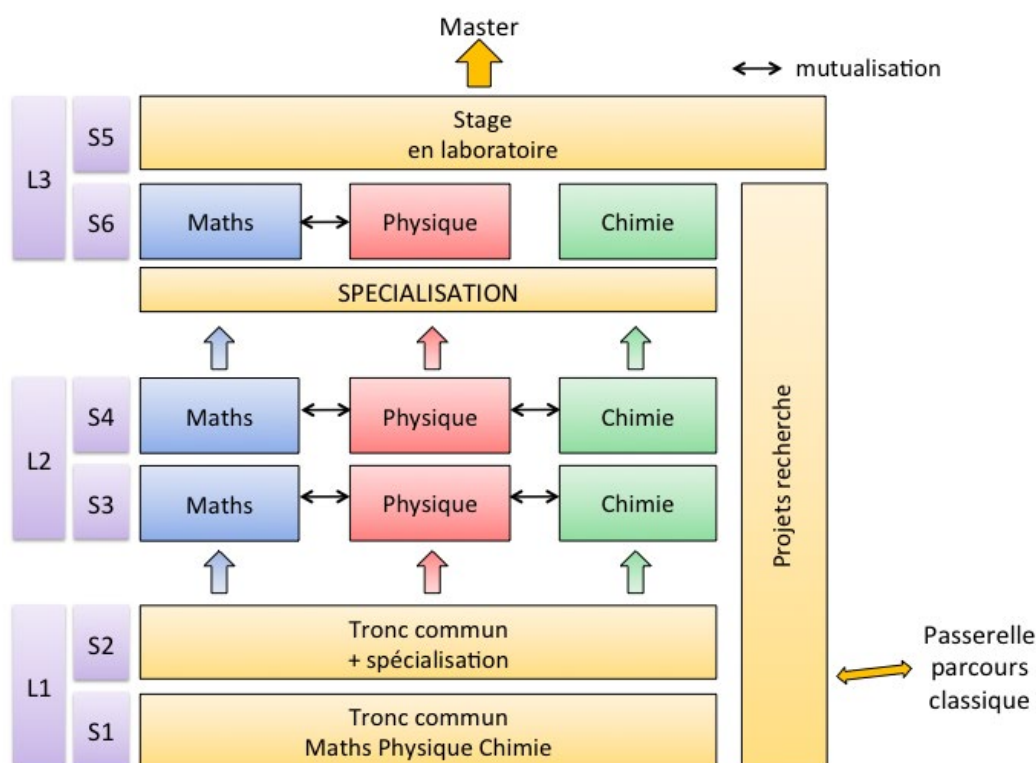 Master
mutualisation
L3
S5
Stage
en laboratoire
S6
Maths
Physique
Chimie
SPECIALISATION
L2
S4
Maths
Physique
Chimie
S3
Maths
Physique
Chimie
Projets recherche
L1
S2
Tronc commun
+ spécialisation
S1
Tronc commun
Maths Physique Chimie
Passerelle
parcours
classique